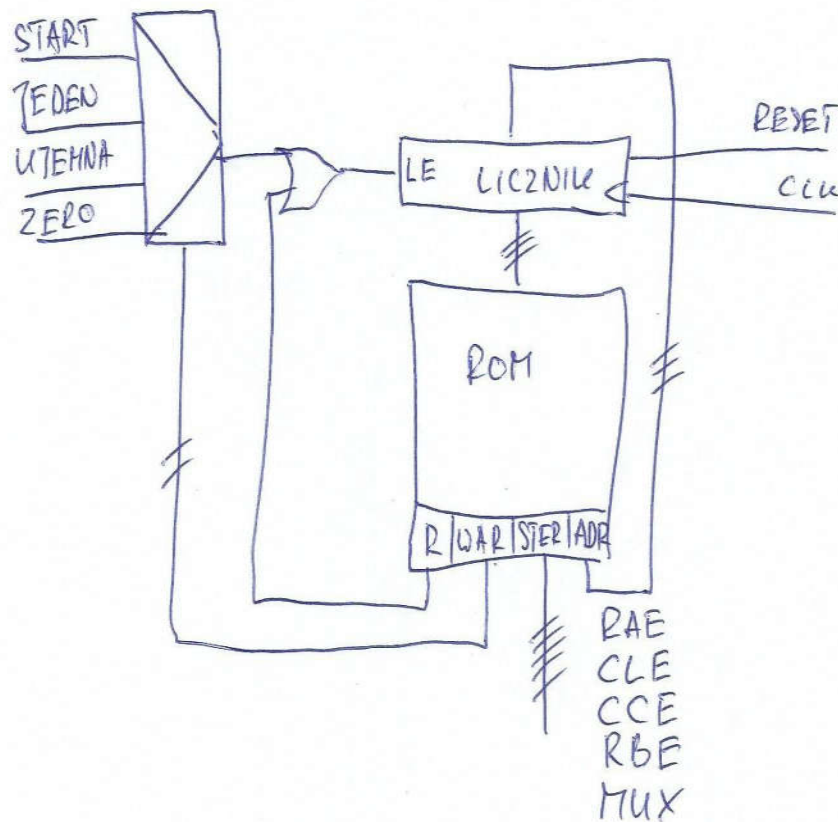 START
JEDEN
UJEMNA
ZERO
LE LICZNIK
RESET
CLK
ROM
R WAR STER ADR
RAE
CLE
CCE
RBE
MUX